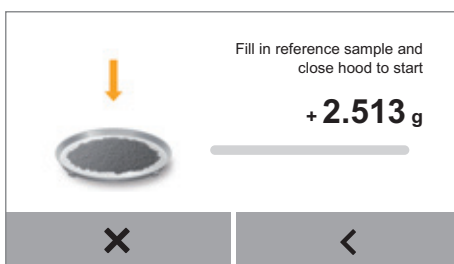 Fill in reference sample and
close hood to start
+ 2.513 g